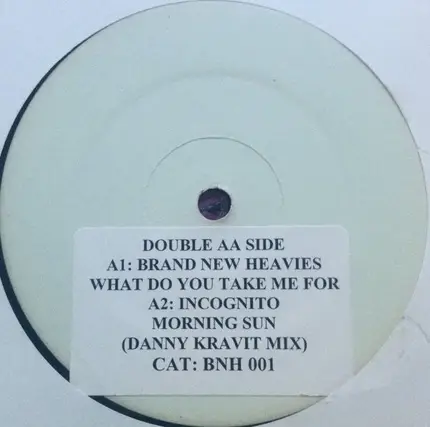 DOUBLE AA SIDE
A1: BRAND NEW HEAVIES
WHAT DO YOU TAKE ME FOR
A2: INCOGNITO
MORNING SUN
(DANNY KRAVIT MIX)
CAT: BNH 001